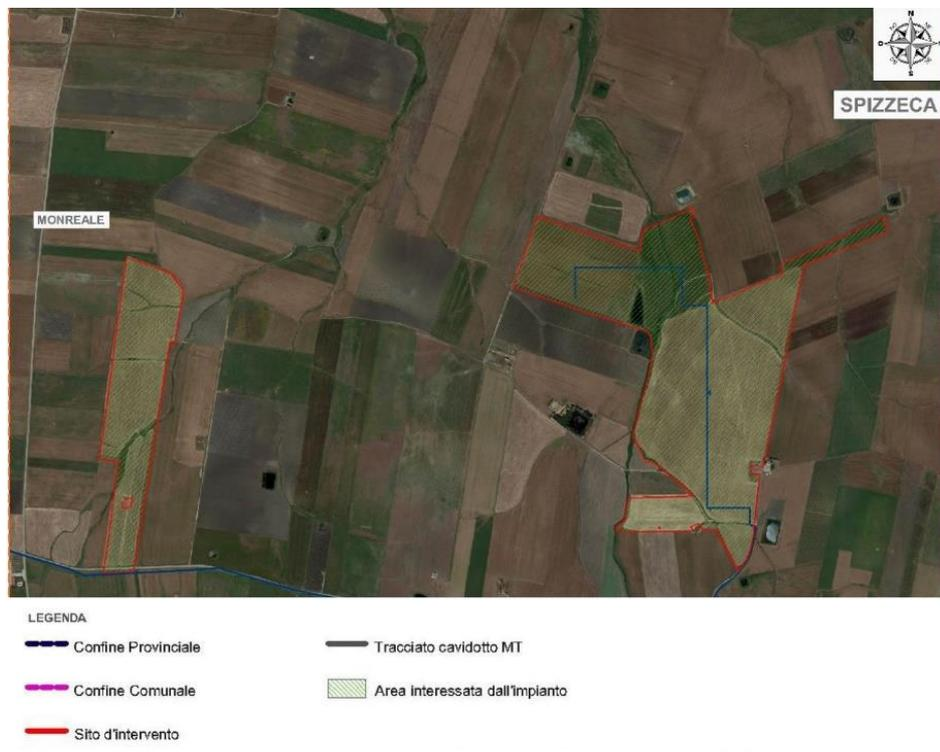 N
S
SPIZZECA
MONREALE
LEGENDA
Confine Provinciale
Tracciato cavidotto MT
Confine Comunale
Area interessata dall'impianto
Sito d'intervento